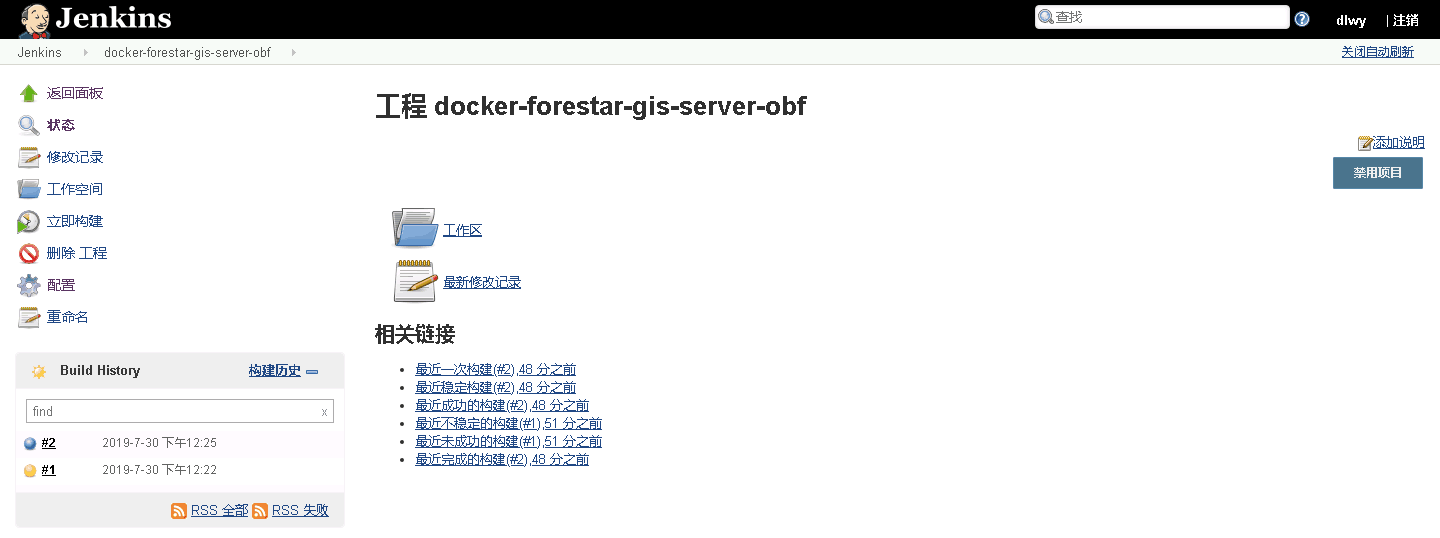 Jenkins
查找
dlwy
| 注销
Jenkins
docker-forestar-gis-server-obf
关闭自动刷新
返回面板
状态
修改记录
工作空间
立即构建
删除 工程
配置
重命名
Build History
构建历史
find
x
#2
2019-7-30 下午12:25
#1
2019-7-30 下午12:22
RSS 全部
RSS 失败
工程 docker-forestar-gis-server-obf
添加说明
禁用项目
工作区
最新修改记录
相关链接
最近一次构建(#2),48 分之前
最近稳定构建(#2),48 分之前
最近成功的构建(#2),48 分之前
最近不稳定的构建(#1),51 分之前
最近未成功的构建(#1),51 分之前
最近完成的构建(#2),48 分之前